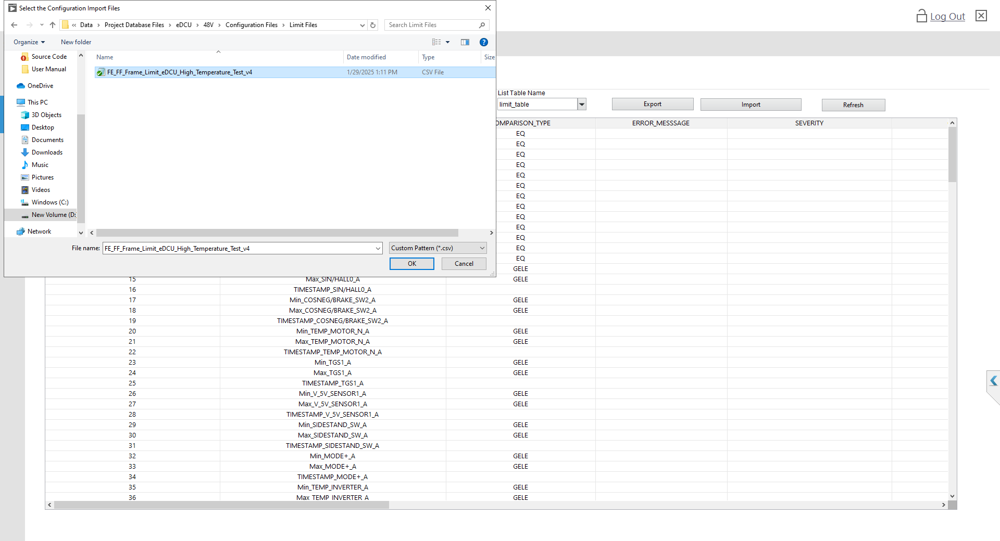 Select the Configuration Import Files
Log Out
« Data > Project Database Files > eDCU > 48V > Configuration Files > Limit Files
Search Limit Files
Organize
New folder
Source Code
User Manual
OneDrive
This PC
3D Objects
Desktop
Documents
Downloads
Music
Pictures
Videos
Windows (C:)
New Volume (D:
Network
Name Date modified Type Size
FE_FF_Frame_Limit_eDCU_High_Temperature_Test_v4 1/29/2025 1:11 PM CSV File
File name: FE_FF_Frame_Limit_eDCU_High_Temperature_Test_v4 Custom Pattern (*.csv)
OK Cancel
List Table Name
limit_table Export Import Refresh
OMPARISON_TYPE ERROR_MESSSAGE SEVERITY
EQ
EQ
EQ
EQ
EQ
EQ
EQ
EQ
EQ
EQ
EQ
EQ
EQ
GELE
15 Max_SIN/HALL0_A GELE
16 TIMESTAMP_SIN/HALL0_A
17 Min_COSNEG/BRAKE_SW2_A GELE
18 Max_COSNEG/BRAKE_SW2_A GELE
19 TIMESTAMP_COSNEG/BRAKE_SW2_A
20 Min_TEMP_MOTOR_N_A GELE
21 Max_TEMP_MOTOR_N_A GELE
22 TIMESTAMP_TEMP_MOTOR_N_A
23 Min_TGS1_A GELE
24 Max_TGS1_A GELE
25 TIMESTAMP_TGS1_A
26 Min_V_5V_SENSOR1_A GELE
27 Max_V_5V_SENSOR1_A GELE
28 TIMESTAMP_V_5V_SENSOR1_A
29 Min_SIDESTAND_SW_A GELE
30 Max_SIDESTAND_SW_A GELE
31 TIMESTAMP_SIDESTAND_SW_A
32 Min_MODE+_A GELE
33 Max_MODE+_A GELE
34 TIMESTAMP_MODE+_A
35 Min_TEMP_INVERTER_A GELE
36 Max_TEMP_INVERTER_A GELE